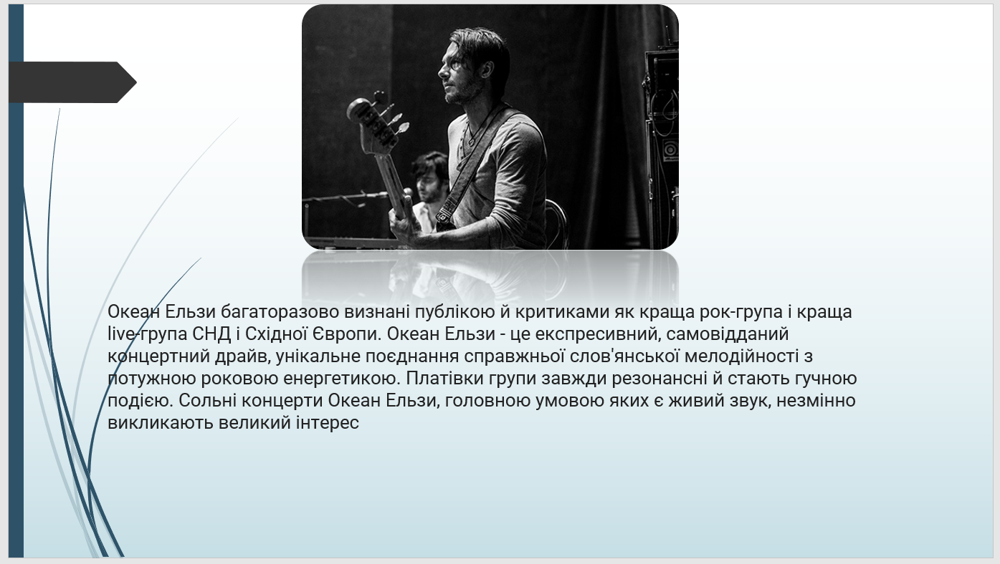 Океан Ельзи багаторазово визнані публікою й критиками як краща рок-група і краща
live-група СНД і Східної Європи. Океан Ельзи - це експресивний, самовідданий
концертний драйв, унікальне поєднання справжньої слов'янської мелодійності з
потужною роковою енергетикою. Платівки групи завжди резонансні й стають гучною
подією. Сольні концерти Океан Ельзи, головною умовою яких є живий звук, незмінно
викликають великий інтерес